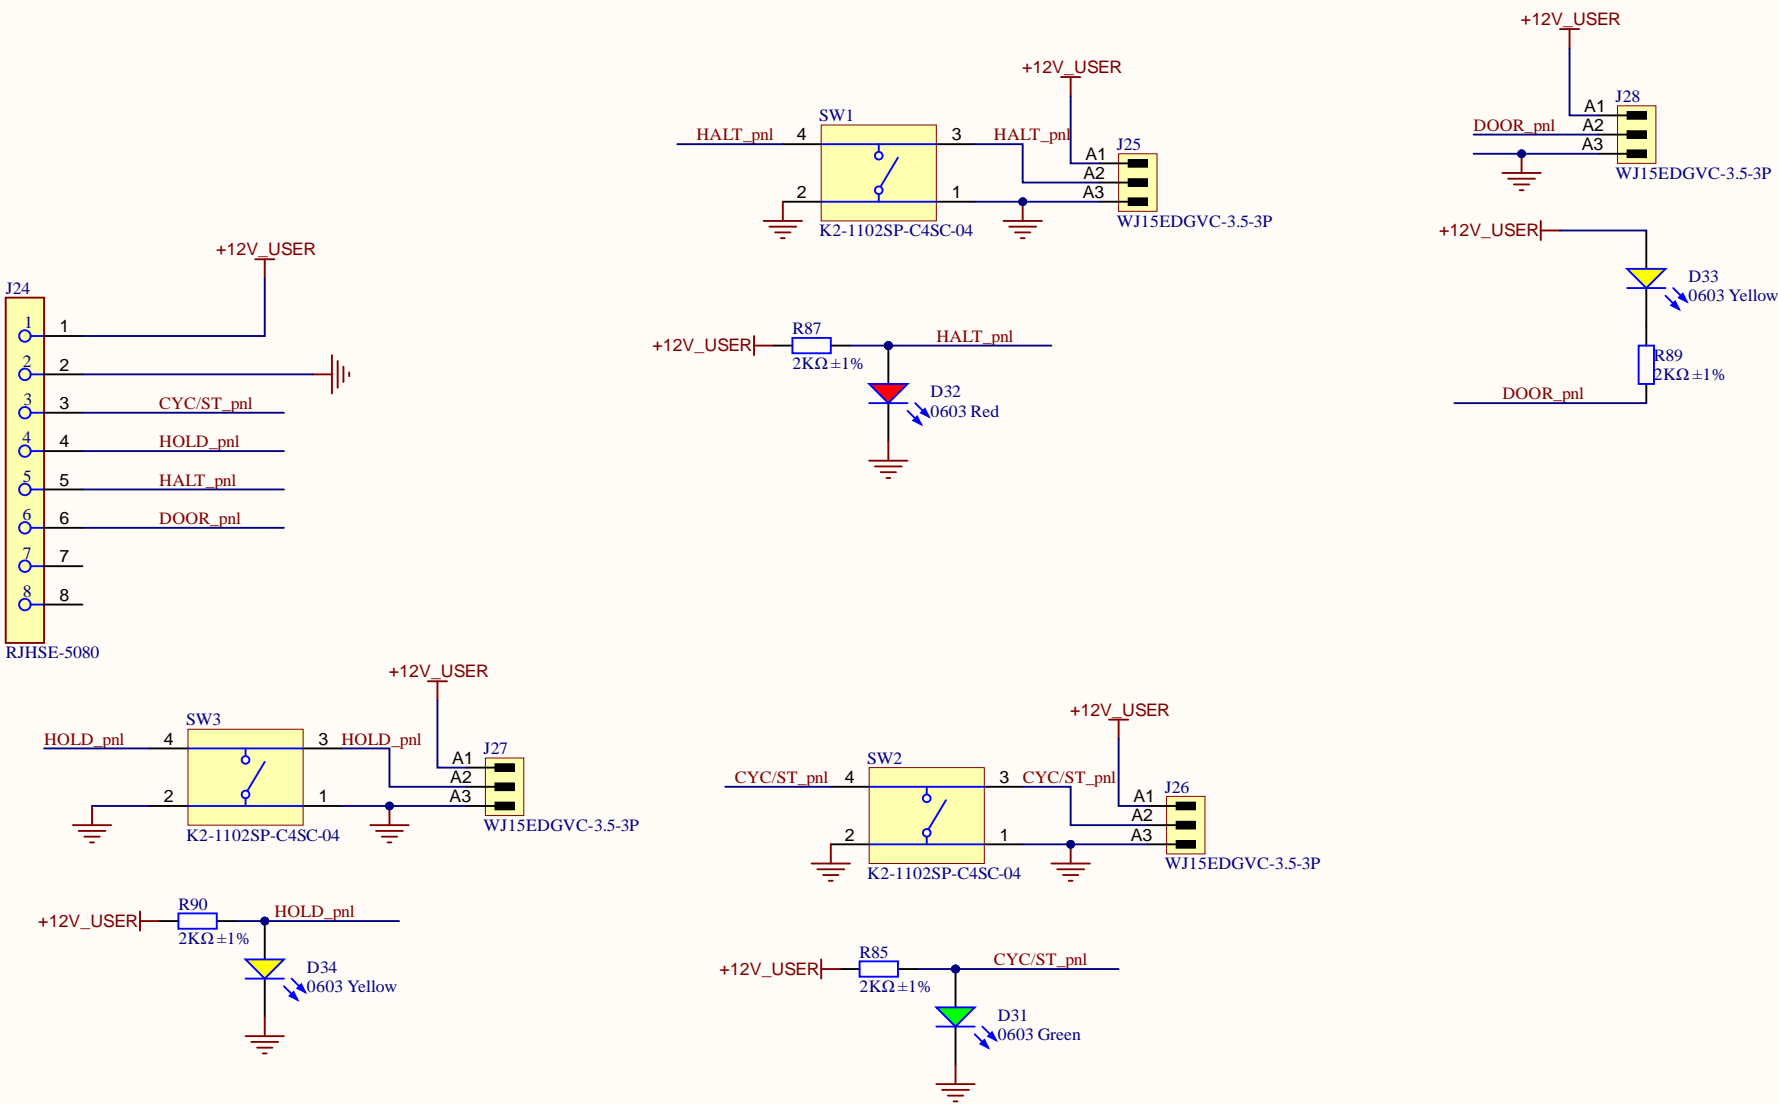 +12V_USER
J28
A1
DOOR_pnl
A2
A3
WJ15EDGVC-3.5-3P
+12V_USER
SW1
HALT_pnl
4
3
HALT_pnl
J25
A1
A2
A3
2
1
WJ15EDGVC-3.5-3P
K2-1102SP-C4SC-04
+12V_USER
D33
0603 Yellow
R89
2KΩ ±1%
DOOR_pnl
+12V_USER
R87
2KΩ ±1%
HALT_pnl
D32
0603 Red
+12V_USER
J24
1
1
2
2
3
3
CYC/ST_pnl
4
4
HOLD_pnl
5
5
HALT_pnl
6
6
DOOR_pnl
7
7
8
8
RJHSE-5080
+12V_USER
SW3
HOLD_pnl
4
3
HOLD_pnl
J27
A1
A2
A3
2
1
WJ15EDGVC-3.5-3P
K2-1102SP-C4SC-04
+12V_USER
SW2
CYC/ST_pnl
4
3
CYC/ST_pnl
J26
A1
A2
A3
2
1
WJ15EDGVC-3.5-3P
K2-1102SP-C4SC-04
+12V_USER
R90
2KΩ ±1%
HOLD_pnl
D34
0603 Yellow
+12V_USER
R85
2KΩ ±1%
CYC/ST_pnl
D31
0603 Green